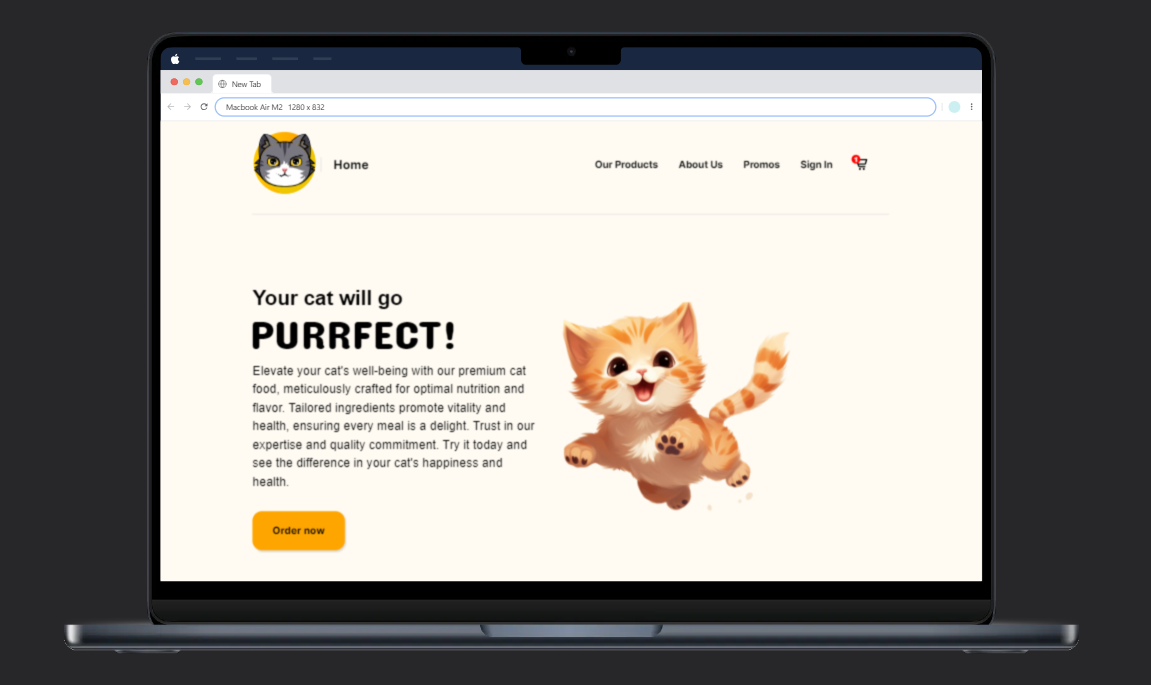 New Tab
Macbook Air M2 1280 x 832
Home
Our Products
About Us
Promos
Sign In
Your cat will go
PURRFECT!
Elevate your cat's well-being with our premium cat
food, meticulously crafted for optimal nutrition and
flavor. Tailored ingredients promote vitality and
health, ensuring every meal is a delight. Trust in our
expertise and quality commitment. Try it today and
see the difference in your cat's happiness and
health.
Order now